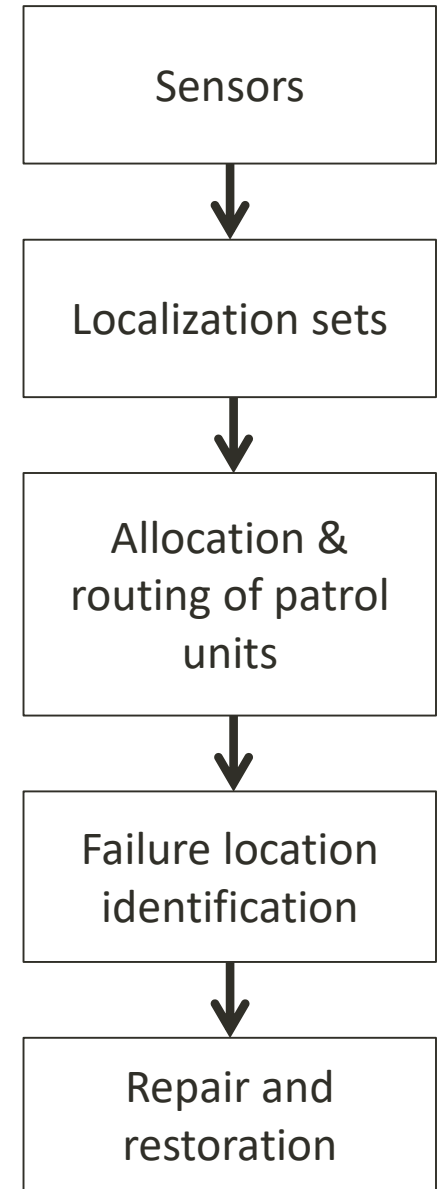 Sensors
Localization sets
Allocation &
routing of patrol
units
Failure location
identification
Repair and
restoration